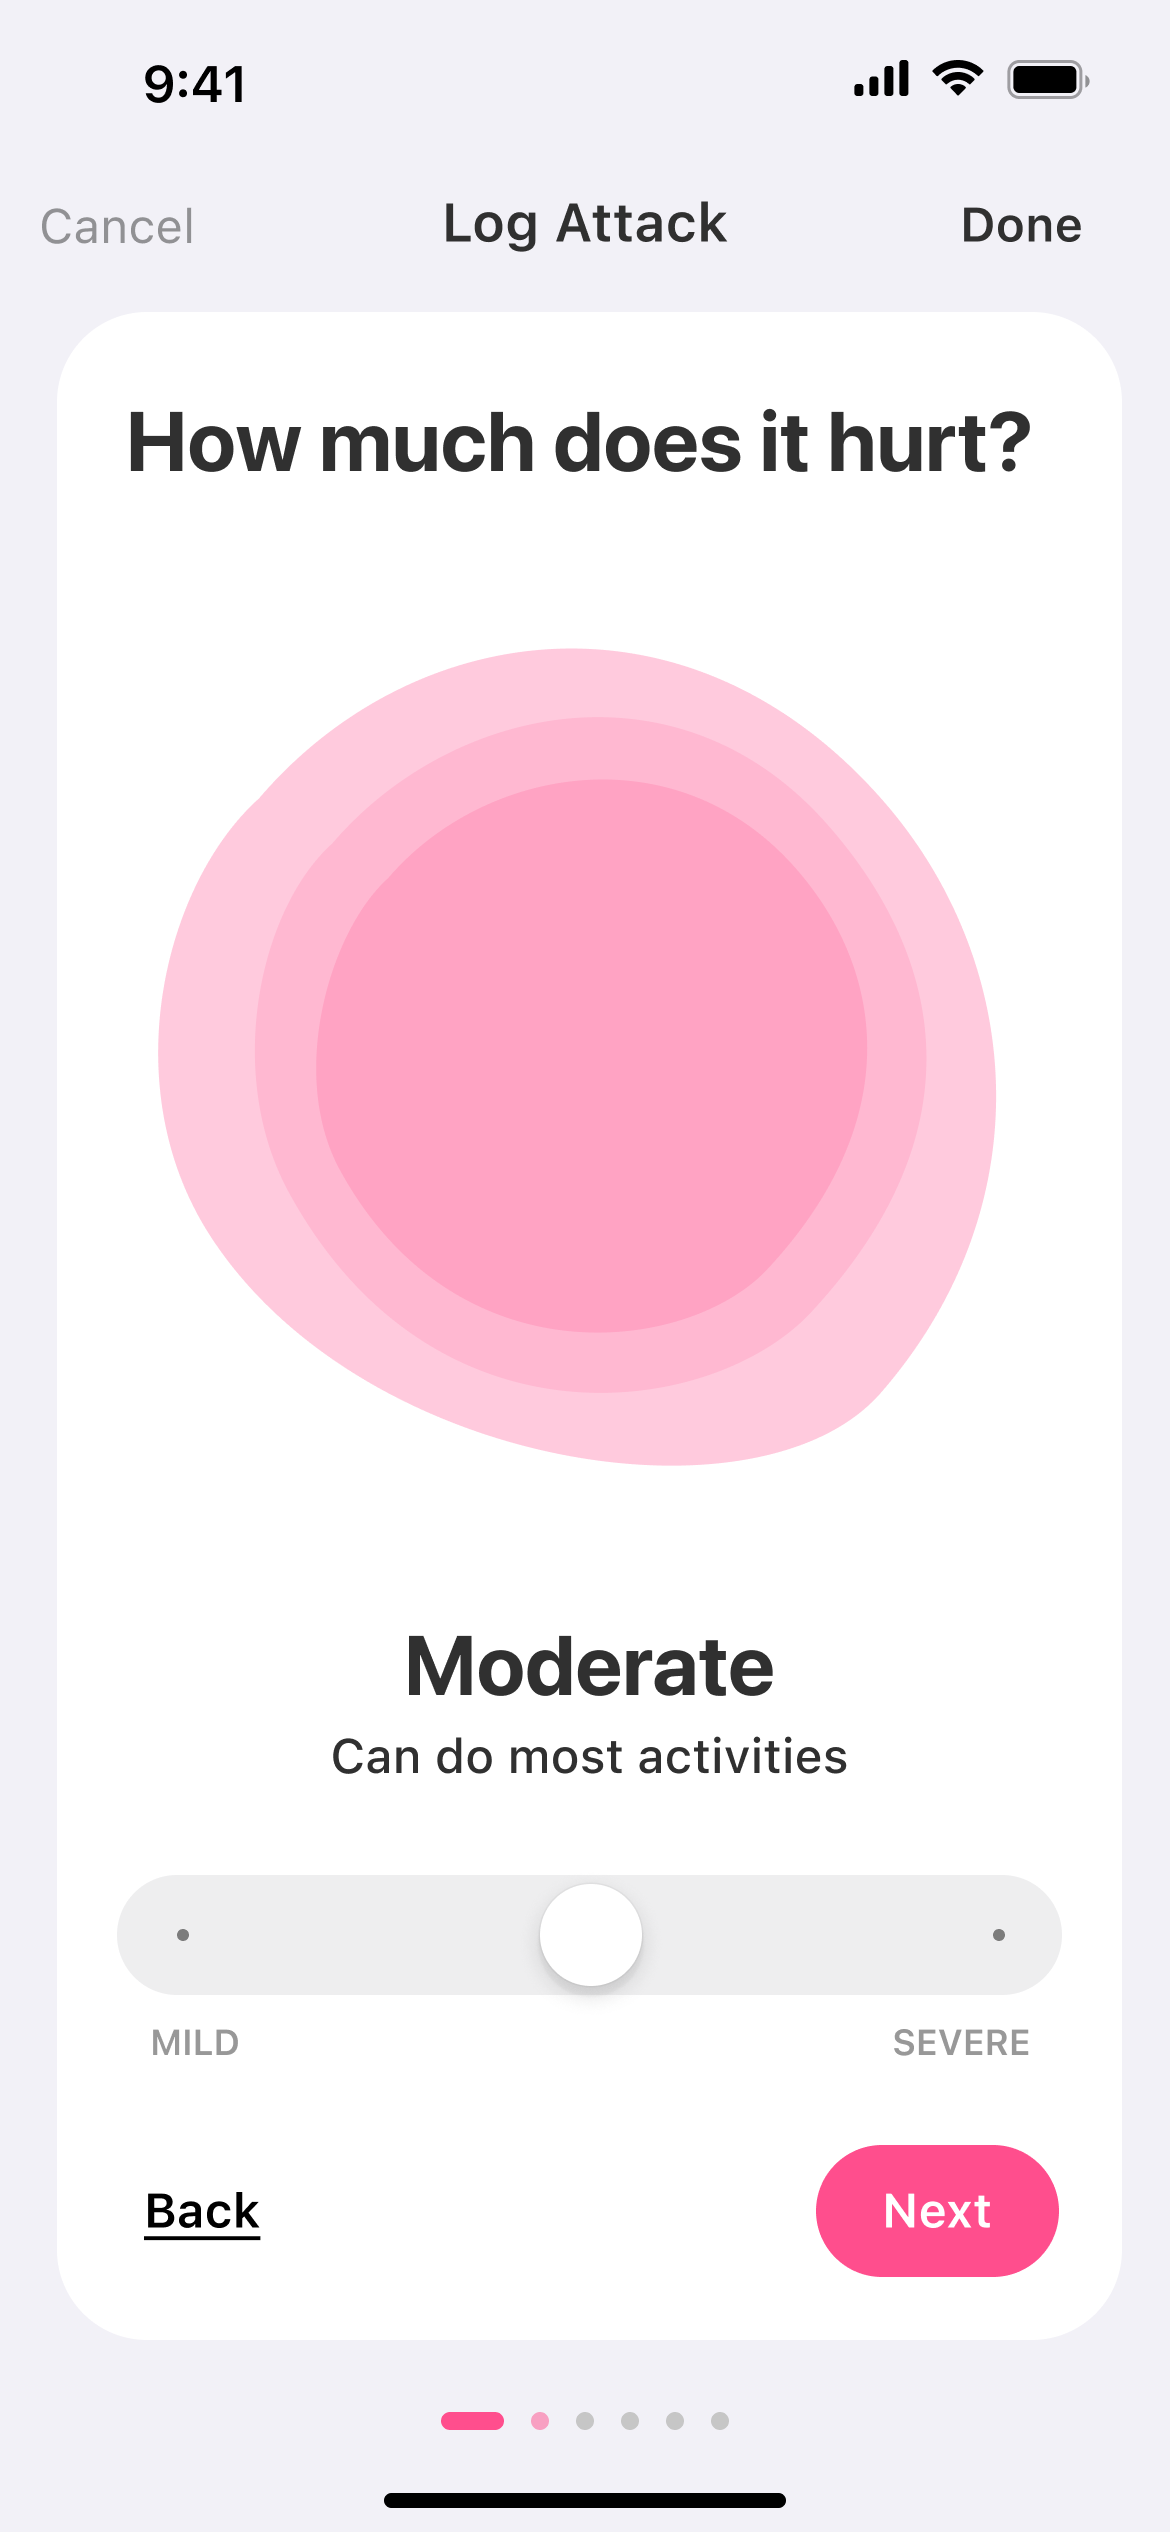 9:41
Cancel
Log Attack
Done
How much does it hurt?
Moderate
Can do most activities
MILD
SEVERE
Back
Next